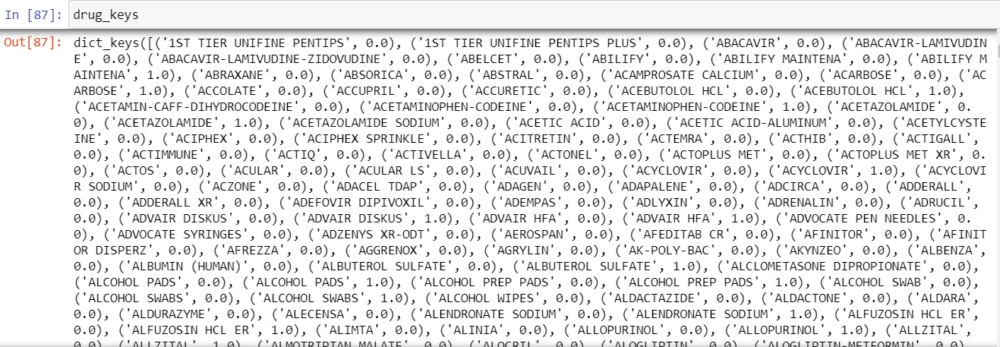 In [87]: drug_keys
Out[87]: dict_keys([('1ST TIER UNIFINE PENTIPS', 0.0), ('1ST TIER UNIFINE PENTIPS PLUS', 0.0), ('ABACAVIR', 0.0), ('ABACAVIR-LAMIVUDIN
E', 0.0), ('ABACAVIR-LAMIVUDINE-ZIDOVUDINE', 0.0), ('ABELCET', 0.0), ('ABILIFY', 0.0), ('ABILIFY MAINTENA', 0.0), ('ABILIFY M
AINTENA', 1.0), ('ABRAXANE', 0.0), ('ABSORICA', 0.0), ('ABSTRAL', 0.0), ('ACAMPROSATE CALCIUM', 0.0), ('ACARBOSE', 0.0), ('AC
ARBOSE', 1.0), ('ACCOLATE', 0.0), ('ACCUPRIL', 0.0), ('ACCURETIC', 0.0), ('ACEBUTOLOL HCL', 0.0), ('ACEBUTOLOL HCL', 1.0),
('ACETAMIN-CAFF-DIHYDROCODEINE', 0.0), ('ACETAMINOPHEN-CODEINE', 0.0), ('ACETAMINOPHEN-CODEINE', 1.0), ('ACETAZOLAMIDE', 0.
0), ('ACETAZOLAMIDE', 1.0), ('ACETAZOLAMIDE SODIUM', 0.0), ('ACETIC ACID', 0.0), ('ACETIC ACID-ALUMINUM', 0.0), ('ACETYLCYSTE
INE', 0.0), ('ACIPHEX', 0.0), ('ACIPHEX SPRINKLE', 0.0), ('ACITRETIN', 0.0), ('ACTEMRA', 0.0), ('ACTHIB', 0.0), ('ACTIGALL',
0.0), ('ACTIMMUNE', 0.0), ('ACTIQ', 0.0), ('ACTIVELLA', 0.0), ('ACTONEL', 0.0), ('ACTOPLUS MET', 0.0), ('ACTOPLUS MET XR', 0.
0), ('ACTOS', 0.0), ('ACULAR', 0.0), ('ACULAR LS', 0.0), ('ACUVAIL', 0.0), ('ACYCLOVIR', 0.0), ('ACYCLOVIR', 1.0), ('ACYCLOVI
R SODIUM', 0.0), ('ACZONE', 0.0), ('ADACEL TDAP', 0.0), ('ADAGEN', 0.0), ('ADAPALENE', 0.0), ('ADCIRCA', 0.0), ('ADDERALL',
0.0), ('ADDERALL XR', 0.0), ('ADEFOVIR DIPIVOXIL', 0.0), ('ADEMPAS', 0.0), ('ADLYXIN', 0.0), ('ADRENALIN', 0.0), ('ADRUCIL',
0.0), ('ADVAIR DISKUS', 0.0), ('ADVAIR DISKUS', 1.0), ('ADVAIR HFA', 0.0), ('ADVAIR HFA', 1.0), ('ADVOCATE PEN NEEDLES', 0.
0), ('ADVOCATE SYRINGES', 0.0), ('ADZENYS XR-ODT', 0.0), ('AEROSPAN', 0.0), ('AFEDITAB CR', 0.0), ('AFINITOR', 0.0), ('AFINIT
OR DISPERZ', 0.0), ('AFREZZA', 0.0), ('AGGRENOX', 0.0), ('AGRYLIN', 0.0), ('AK-POLY-BAC', 0.0), ('AKYNZEO', 0.0), ('ALBENZA',
0.0), ('ALBUMIN (HUMAN)', 0.0), ('ALBUTEROL SULFATE', 0.0), ('ALBUTEROL SULFATE', 1.0), ('ALCLOMETASONE DIPROPIONATE', 0.0),
('ALCOHOL PADS', 0.0), ('ALCOHOL PADS', 1.0), ('ALCOHOL PREP PADS', 0.0), ('ALCOHOL PREP PADS', 1.0), ('ALCOHOL SWAB', 0.0),
('ALCOHOL SWABS', 0.0), ('ALCOHOL SWABS', 1.0), ('ALCOHOL WIPES', 0.0), ('ALDACTAZIDE', 0.0), ('ALDACTONE', 0.0), ('ALDARA',
0.0), ('ALDURAZYME', 0.0), ('ALECENSA', 0.0), ('ALENDRONATE SODIUM', 0.0), ('ALENDRONATE SODIUM', 1.0), ('ALFUZOSIN HCL ER',
0.0), ('ALFUZOSIN HCL ER', 1.0), ('ALIMTA', 0.0), ('ALINIA', 0.0), ('ALLOPURINOL', 0.0), ('ALLOPURINOL', 1.0), ('ALLZITAL',
0.0), ('ALLZITAL', 1.0), ('ALMOTRIPTAN MALATE', 0.0), ('ALOCRIL', 0.0), ('ALOGLIPTIN', 0.0), ('ALOGLIPTIN-METFORMIN', 0.0),